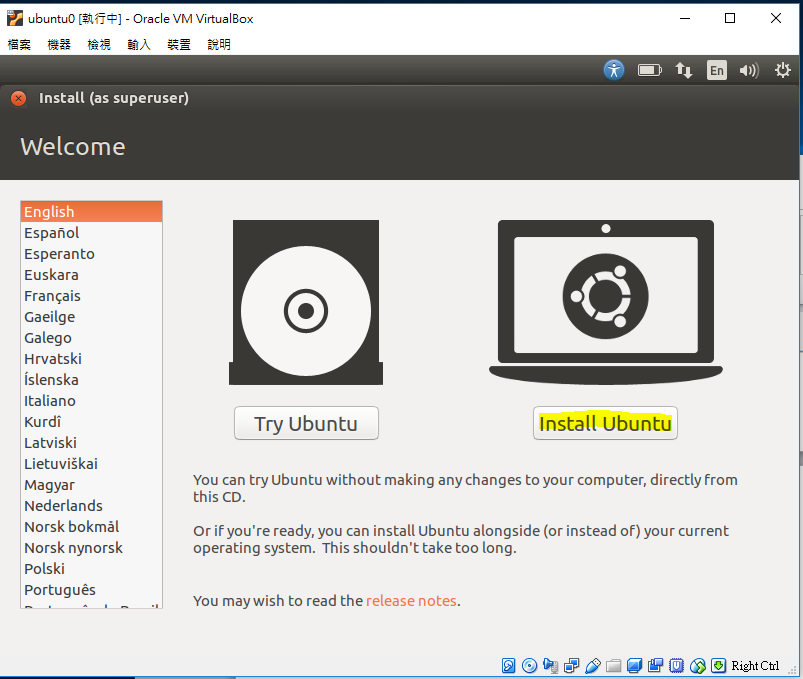 ubuntu0 [執行中] - Oracle VM VirtualBox
檔案 機器 檢視 輸入 裝置 說明
En
Install (as superuser)
Welcome
English
Español
Esperanto
Euskara
Français
Gaeilge
Galego
Hrvatski
Íslenska
Italiano
Kurdî
Latviski
Lietuviškai
Magyar
Nederlands
Norsk bokmål
Norsk nynorsk
Polski
Português
Try Ubuntu
Install Ubuntu
You can try Ubuntu without making any changes to your computer, directly from
this CD.
Or if you're ready, you can install Ubuntu alongside (or instead of) your current
operating system. This shouldn't take too long.
You may wish to read the release notes.
Right Ctrl